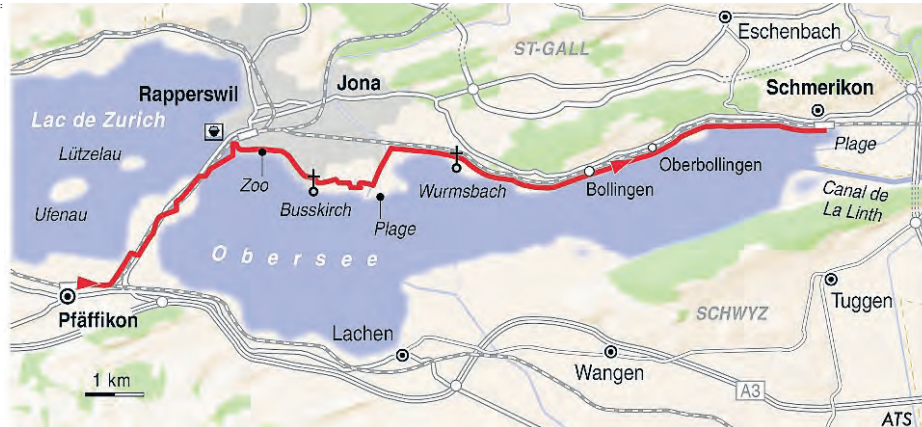 Eschenbach
ST-GALL
Jona
Schmerikon
Rapperswil
Lac de Zurich
Lützelau
Zoo
Oberbollingen
Plage
Wurmsbach
Bollingen
Ufenau
Busskirch
Canal de
La Linth
Plage
Obersee
Pfäffikon
SCHWYZ
Tuggen
Lachen
Wangen
1 km
A3
ATS